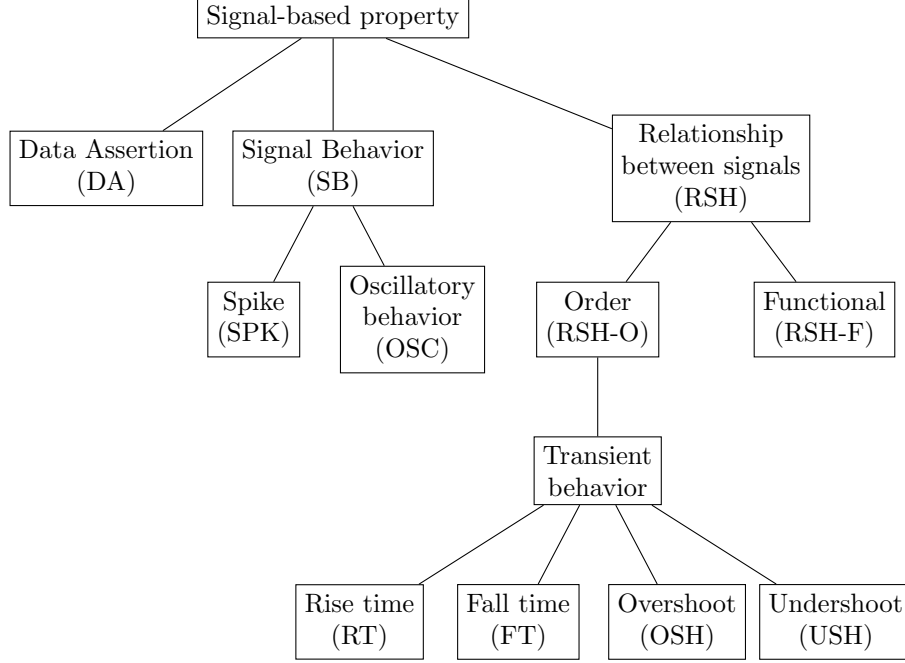 Signal-based property
Data Assertion
(DA)
Signal Behavior
(SB)
Relationship
between signals
(RSH)
Spike
(SPK)
Oscillatory
behavior
(OSC)
Order
(RSH-O)
Functional
(RSH-F)
Transient
behavior
Rise time
(RT)
Fall time
(FT)
Overshoot
(OSH)
Undershoot
(USH)